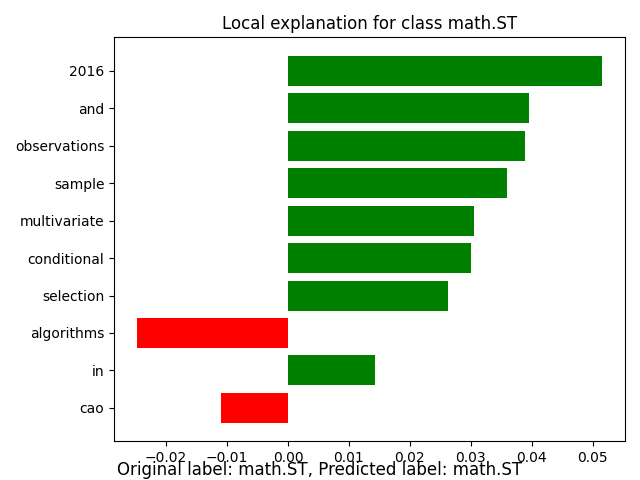 Local explanation for class math.ST
2016
and
observations
sample
multivariate
conditional
selection
algorithms
in
cao
−0.02 −0.01 0.00 0.01 0.02 0.03 0.04 0.05
Original label: math.ST, Predicted label: math.ST